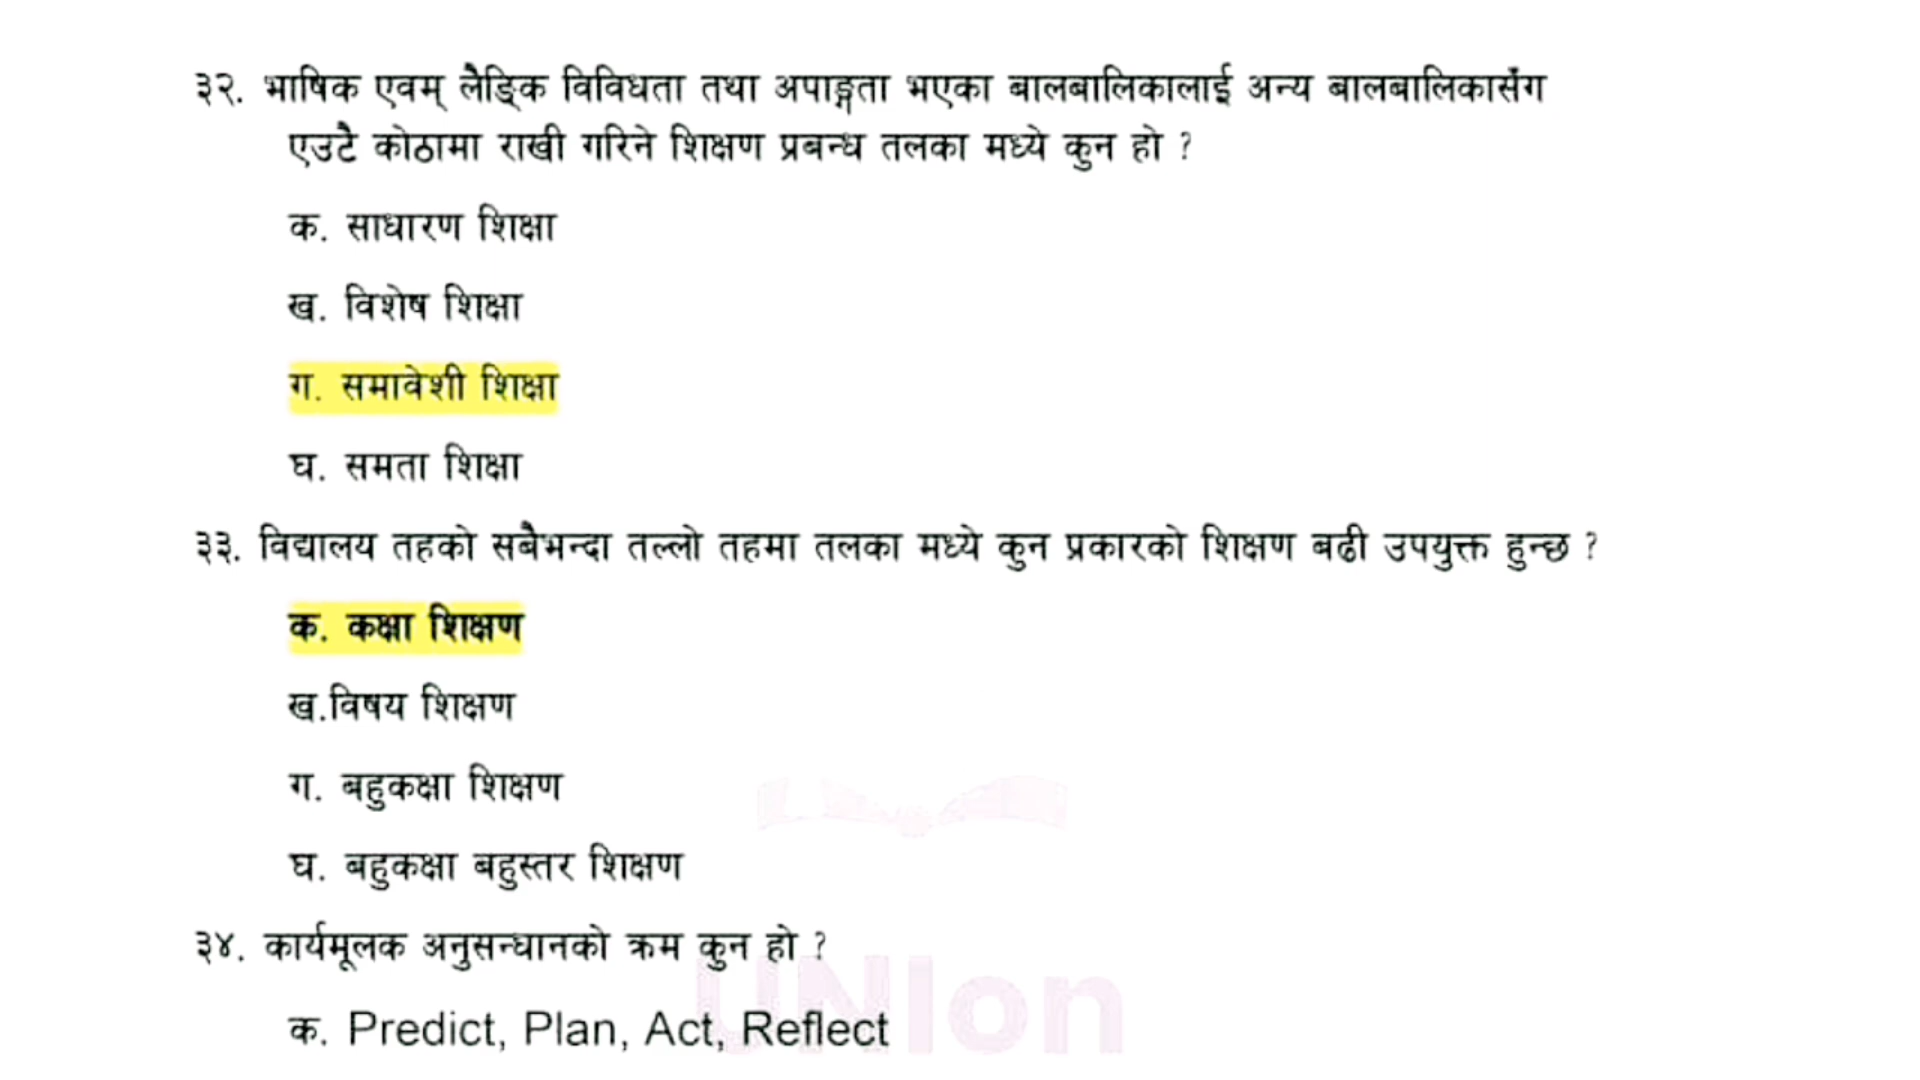 ३२. भाषिक एवम् लैङ्गिक विविधता तथा अपाङ्गता भएका बालबालिकालाई अन्य बालबालिकासँग
एउटै कोठामा राखी गरिने शिक्षण प्रबन्ध तलका मध्ये कुन हो ?
क. साधारण शिक्षा
ख. विशेष शिक्षा
ग. समावेशी शिक्षा
घ. समता शिक्षा
३३. विद्यालय तहको सबैभन्दा तल्लो तहमा तलका मध्ये कुन प्रकारको शिक्षण बढी उपयुक्त हुन्छ ?
क. कक्षा शिक्षण
ख.विषय शिक्षण
ग. बहुकक्षा शिक्षण
घ. बहुकक्षा बहुस्तर शिक्षण
३४. कार्यमूलक अनुसन्धानको क्रम कुन हो ?
UNIon
क. Predict, Plan, Act, Reflect